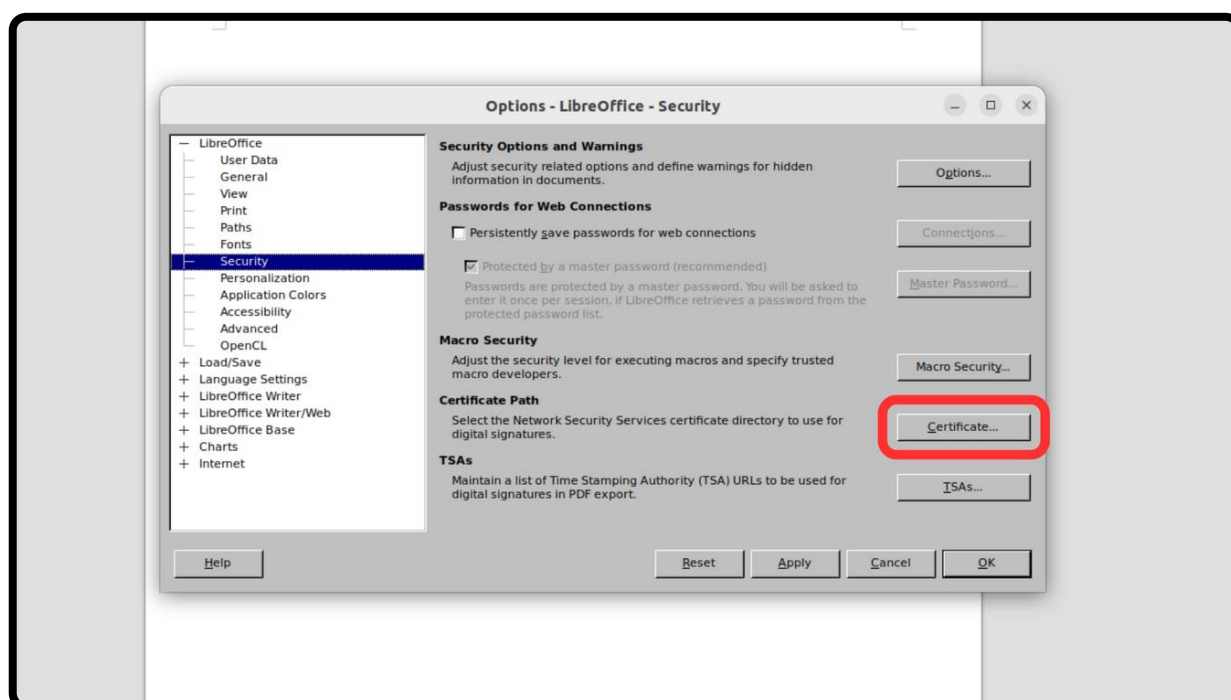 Options - LibreOffice - Security
LibreOffice
User Data
General
View
Print
Paths
Fonts
Security
Personalization
Application Colors
Accessibility
Advanced
OpenCL
Load/Save
Language Settings
LibreOffice Writer
LibreOffice Writer/Web
LibreOffice Base
Charts
Internet
Security Options and Warnings
Adjust security related options and define warnings for hidden
information in documents.
Options...
Passwords for Web Connections
Persistently save passwords for web connections
Connections...
Protected by a master password (recommended)
Passwords are protected by a master password. You will be asked to
enter it once per session, if LibreOffice retrieves a password from the
protected password list.
Master Password...
Macro Security
Adjust the security level for executing macros and specify trusted
macro developers.
Macro Security...
Certificate Path
Select the Network Security Services certificate directory to use for
digital signatures.
Certificate...
TSAs
Maintain a list of Time Stamping Authority (TSA) URLs to be used for
digital signatures in PDF export.
TSAs...
Help
Reset
Apply
Cancel
OK